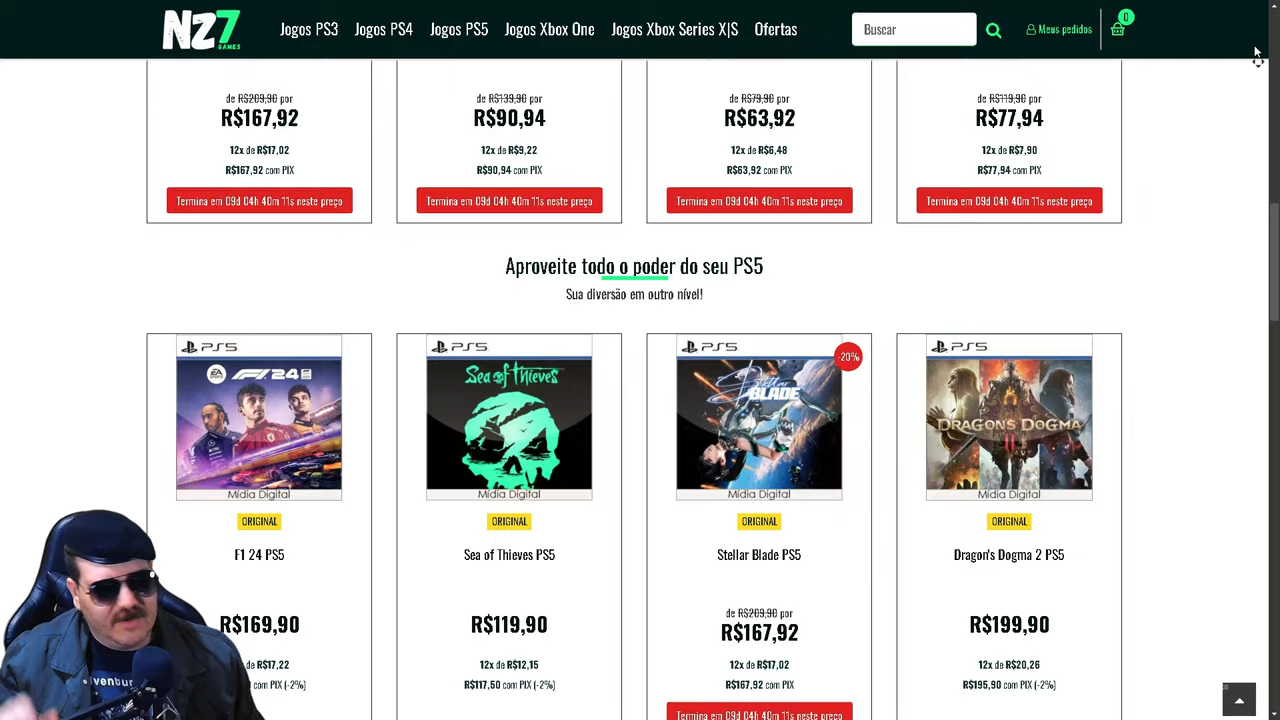 NZ7
GAMES
Jogos PS3 Jogos PS4 Jogos PS5 Jogos Xbox One Jogos Xbox Series X|S Ofertas
Buscar
Meus pedidos
0
de R$209,90 por
R$167,92
12x de R$17,02
R$167,92 com PIX
Termina em 09d 04h 40m 11s neste preço
de R$139,90 por
R$90,94
12x de R$9,22
R$90,94 com PIX
Termina em 09d 04h 40m 11s neste preço
de R$79,90 por
R$63,92
12x de R$6,48
R$63,92 com PIX
Termina em 09d 04h 40m 11s neste preço
de R$119,90 por
R$77,94
12x de R$7,90
R$77,94 com PIX
Termina em 09d 04h 40m 11s neste preço
Aproveite todo o poder do seu PS5
Sua diversão em outro nível!
PS5
EA SPORTS F1 24
Mídia Digital
ORIGINAL
F1 24 PS5
R$169,90
de R$17,22
com PIX (-2%)
PS5
Sea of Thieves
Mídia Digital
ORIGINAL
Sea of Thieves PS5
R$119,90
12x de R$12,15
R$117,50 com PIX (-2%)
PS5
-20%
STELLAR BLADE
Mídia Digital
ORIGINAL
Stellar Blade PS5
de R$209,90 por
R$167,92
12x de R$17,02
R$167,92 com PIX
Termina em 09d 04h 40m 11s neste preço
PS5
DRAGON'S DOGMA
II
Mídia Digital
ORIGINAL
Dragon's Dogma 2 PS5
R$199,90
12x de R$20,26
R$195,90 com PIX (-2%)